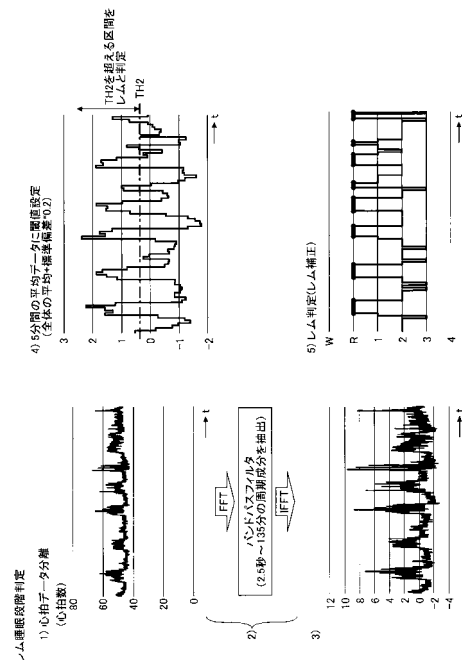 レム睡眠段階判定
1) 心拍データ分離
(心拍数)
80
60
40
20
0
→ t
2)
FFT
バンドパスフィルタ
(2.5秒~135分の周期成分を抽出)
IFFT
3)
12
10
8
6
4
2
0
-2
-4
→ t
4) 5分間の平均データに閾値設定
(全体の平均+標準偏差*0.2)
3
2
1
0
-1
-2
→ t
TH2を超える区間を
レムと判定
TH2
5) レム判定(レム補正)
W
R
1
2
3
4
→ t